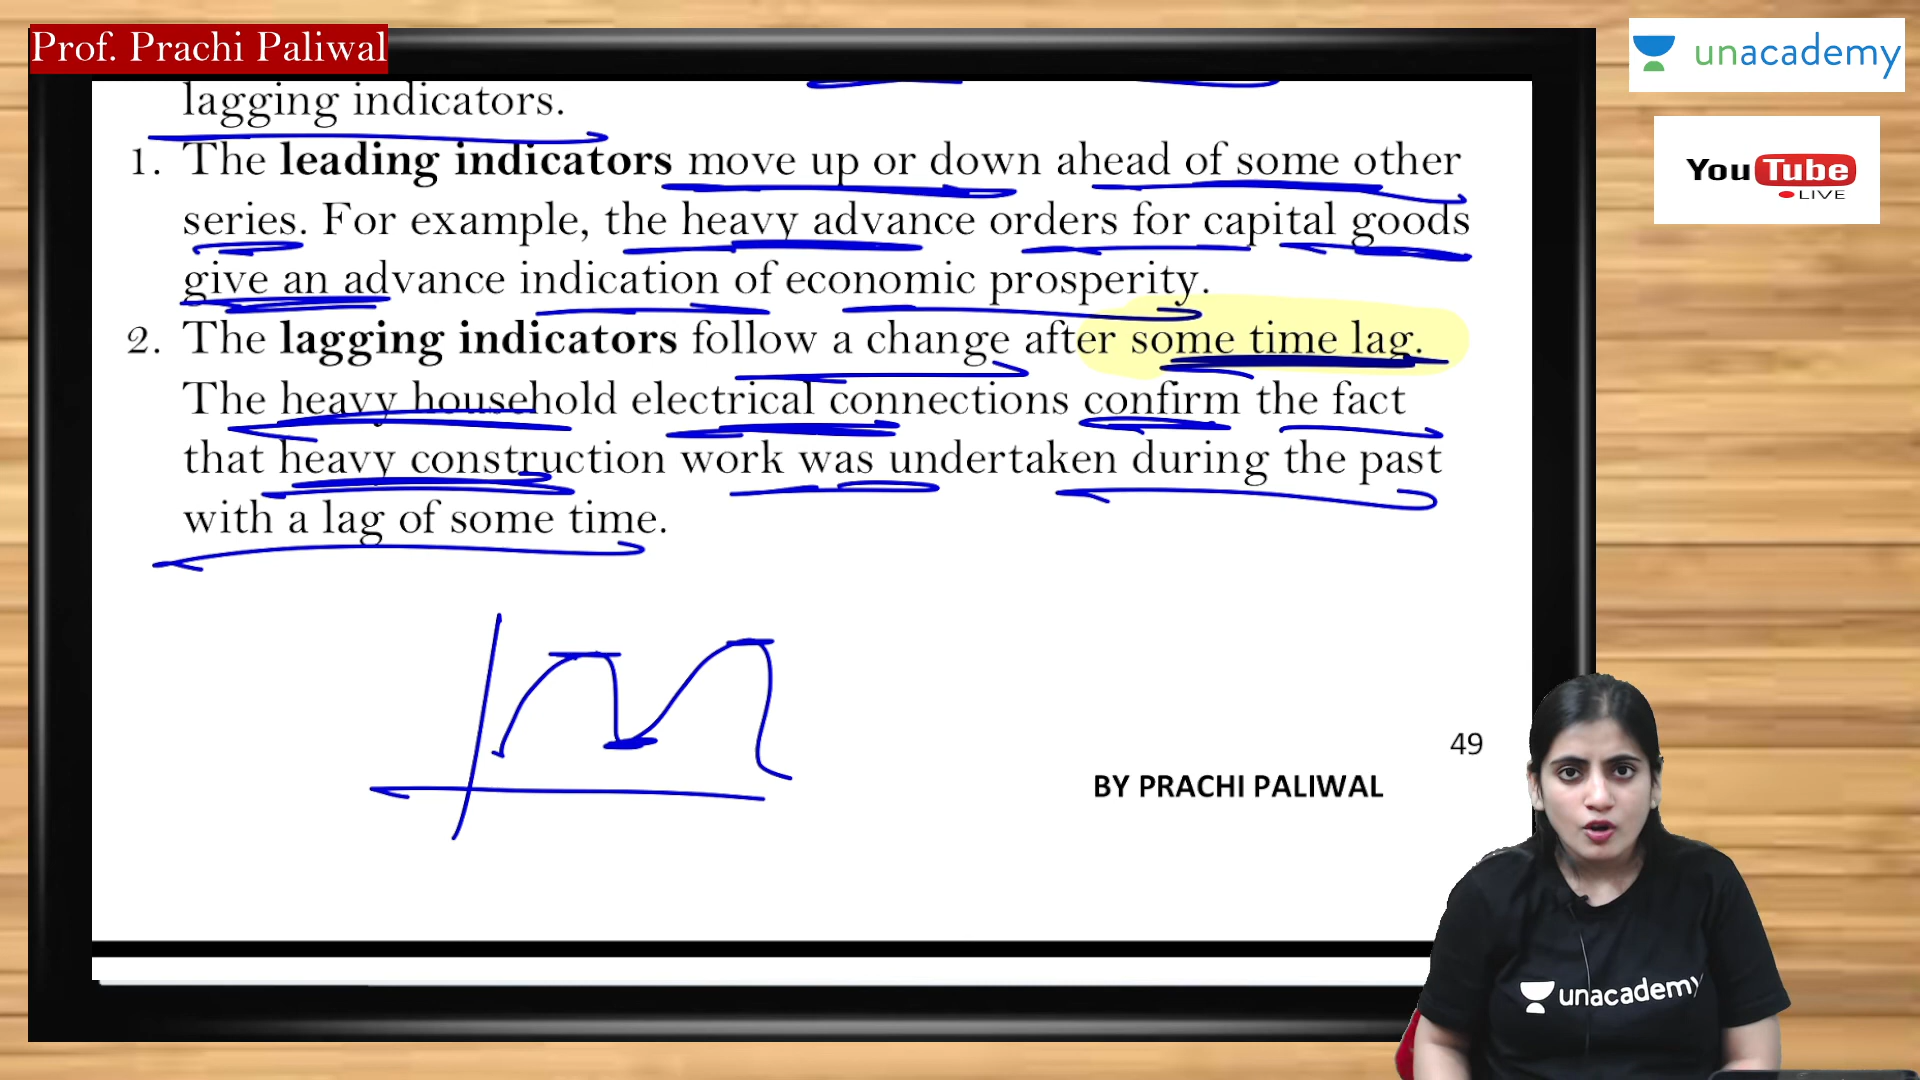 Prof. Prachi Paliwal
unacademy
YouTube
LIVE
lagging indicators.
1. The leading indicators move up or down ahead of some other
series. For example, the heavy advance orders for capital goods
give an advance indication of economic prosperity.
2. The lagging indicators follow a change after some time lag.
The heavy household electrical connections confirm the fact
that heavy construction work was undertaken during the past
with a lag of some time.
49
BY PRACHI PALIWAL
unacademy